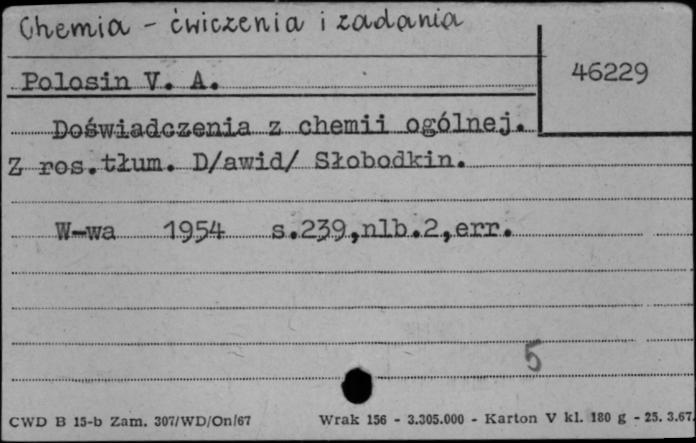 Chemia - ćwiczenia i zadania
46229
Polosin V. A.
Doświadczenia z chemii ogólnej.
Z ros.tłum. D/awid/ Słobodkin.
W-wa 1954 s.239,nlb.2,err.
5
CWD B 15-b Zam. 307/WD/On/67 Wrak 156 - 3.305.000 - Karton V kl. 180 g - 25. 3.67.